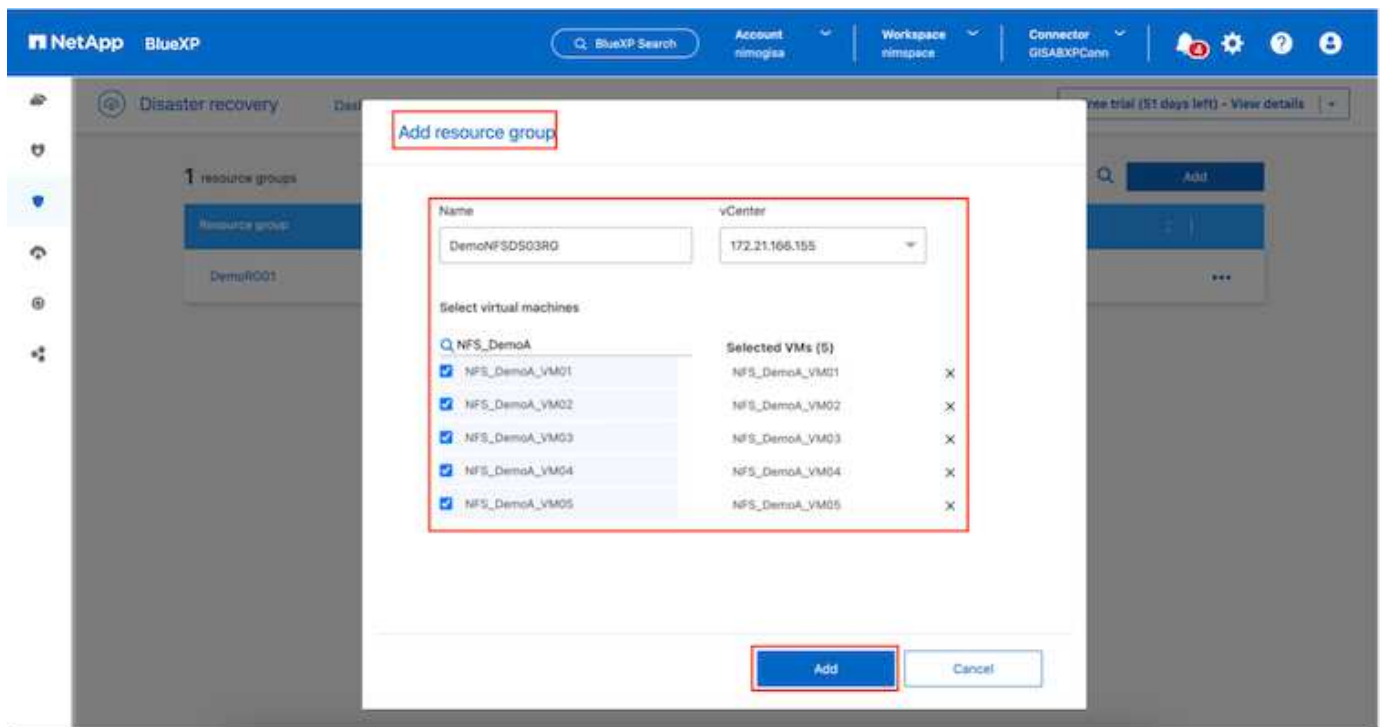 NetApp BlueXP
BlueXP Search
Account
nimogisa
Workspace
nimspace
Connector
GISABXPConn
4
Disaster recovery
Free trial (51 days left) - View details
Add resource group
1 resource groups
Add
Resource group
DemoRG01
Name
vCenter
DemoNFSDS03RG
172.21.166.155
Select virtual machines
NFS_DemoA
Selected VMs (5)
NFS_DemoA_VM01
NFS_DemoA_VM01
NFS_DemoA_VM02
NFS_DemoA_VM02
NFS_DemoA_VM03
NFS_DemoA_VM03
NFS_DemoA_VM04
NFS_DemoA_VM04
NFS_DemoA_VM05
NFS_DemoA_VM05
Add
Cancel